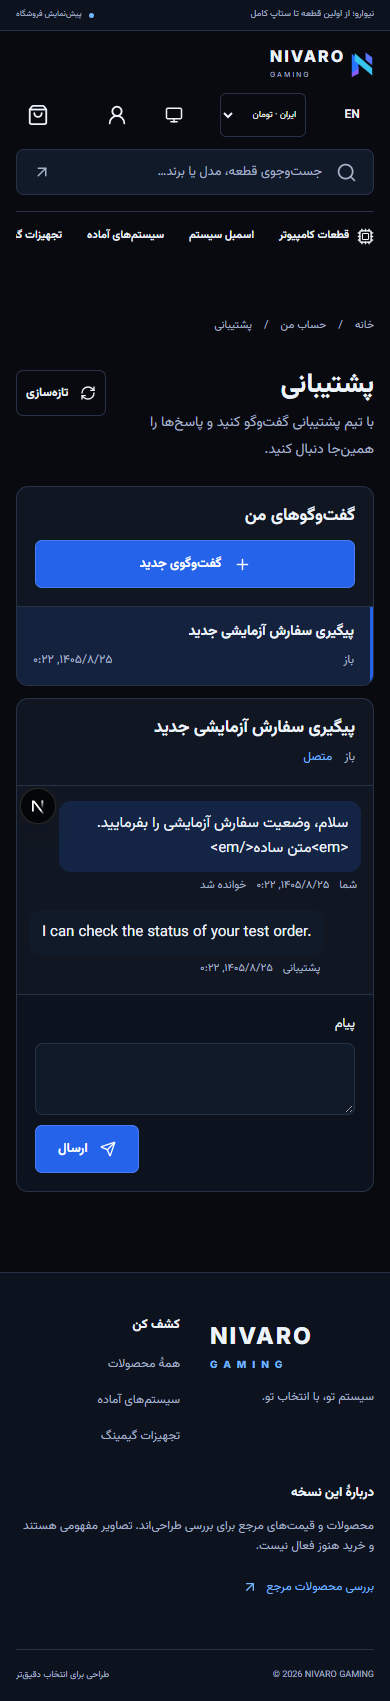 نیوارو؛ از اولین قطعه تا ستاپ کامل
پیش‌نمایش فروشگاه
NIVARO
GAMING
EN
ایران · تومان
جست‌وجوی قطعه، مدل یا برند...
قطعات کامپیوتر
اسمبل سیستم
سیستم‌های آماده
تجهیزات گ
خانه / حساب من / پشتیبانی
پشتیبانی
تازه‌سازی
با تیم پشتیبانی گفت‌وگو کنید و پاسخ‌ها را
همین‌جا دنبال کنید.
گفت‌وگوهای من
گفت‌وگوی جدید
پیگیری سفارش آزمایشی جدید
باز
۱۴۰۵/۸/۲۵, ۰:۲۲
پیگیری سفارش آزمایشی جدید
باز متصل
سلام، وضعیت سفارش آزمایشی را بفرمایید.
<em>متن ساده</em>
شما ۱۴۰۵/۸/۲۵, ۰:۲۲ خوانده شد
N
I can check the status of your test order.
پشتیبانی ۱۴۰۵/۸/۲۵, ۰:۲۲
پیام
ارسال
NIVARO
GAMING
سیستم تو، با انتخاب تو.
کشف کن
همهٔ محصولات
سیستم‌های آماده
تجهیزات گیمینگ
دربارهٔ این نسخه
محصولات و قیمت‌های مرجع برای بررسی طراحی‌اند. تصاویر مفهومی هستند
و خرید هنوز فعال نیست.
بررسی محصولات مرجع
© 2026 NIVARO GAMING
طراحی برای انتخاب دقیق‌تر